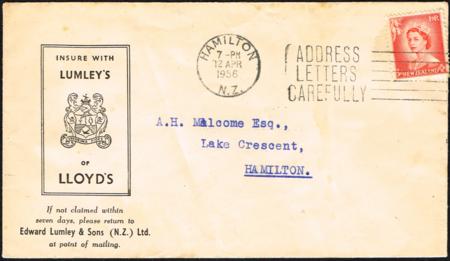 INSURE WITH
LUMLEY'S
OF
LLOYD'S
If not claimed within
seven days, please return to
Edward Lumley & Sons (N.Z.) Ltd.
at point of mailing.
HAMILTON
7 - PM
12 APR
1956
N.Z.
ADDRESS
LETTERS
CAREFULLY
NEW ZEALAND
A.H. Malcome Esq.,
Lake Crescent,
HAMILTON.